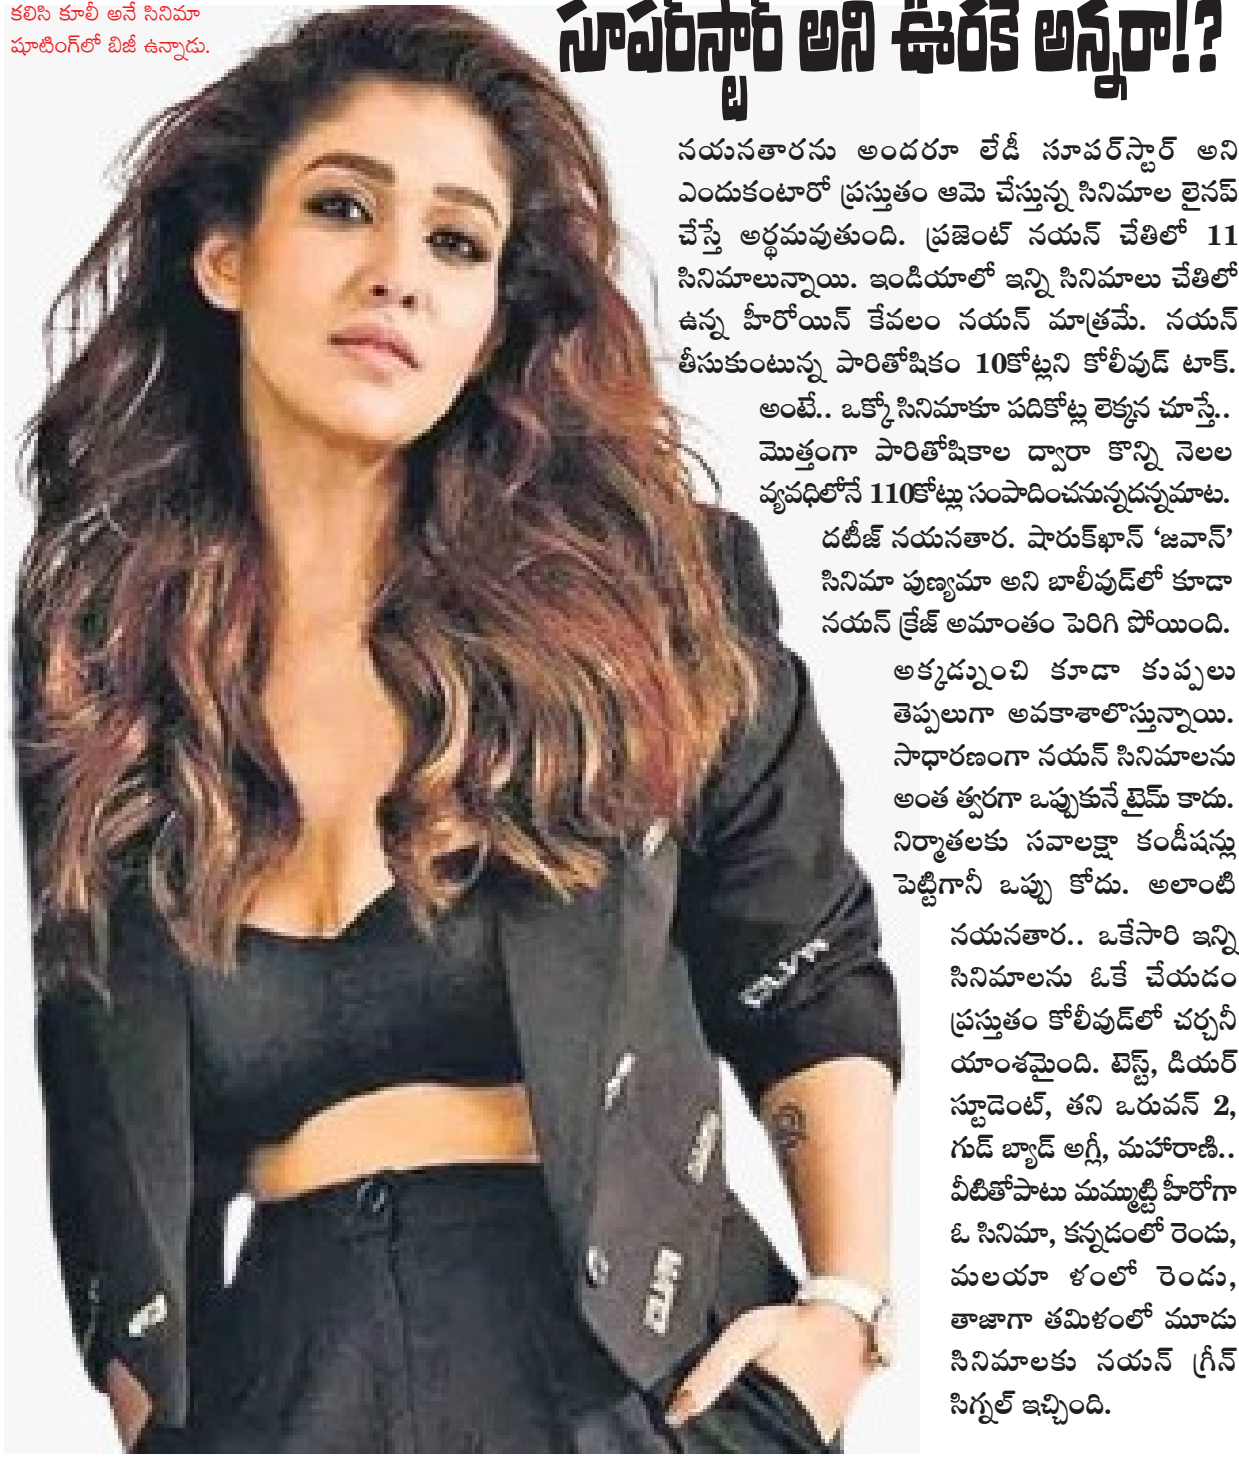 కలిసి కూలీ అనే సినిమా
షూటింగ్‌లో బిజీ ఉన్నాడు.
సూపర్‌స్టార్ అని ఊరకే అన్నరా!?
నయనతారను అందరూ లేడీ సూపర్‌స్టార్ అని
ఎందుకంటారో ప్రస్తుతం ఆమె చేస్తున్న సినిమాల లైనప్
చేస్తే అర్థమవుతుంది. ప్రజెంట్ నయన్ చేతిలో 11
సినిమాలున్నాయి. ఇండియాలో ఇన్ని సినిమాలు చేతిలో
ఉన్న హీరోయిన్ కేవలం నయన్ మాత్రమే. నయన్
తీసుకుంటున్న పారితోషికం 10కోట్లని కోలీవుడ్ టాక్.
అంటే.. ఒక్కో సినిమాకూ పదికోట్ల లెక్కన చూస్తే..
మొత్తంగా పారితోషికాల ద్వారా కొన్ని నెలల
వ్యవధిలోనే 110కోట్లు సంపాదించనున్నదన్నమాట.
దటీజ్ నయనతార. షారుక్‌ఖాన్ ‘జవాన్’
సినిమా పుణ్యమా అని బాలీవుడ్‌లో కూడా
నయన్ క్రేజ్ అమాంతం పెరిగి పోయింది.
అక్కడ్నుంచి కూడా కుప్పలు
తెప్పలుగా అవకాశాలొస్తున్నాయి.
సాధారణంగా నయన్ సినిమాలను
అంత త్వరగా ఒప్పుకునే టైమ్ కాదు.
నిర్మాతలకు సవాలక్షా కండీషన్లు
పెట్టిగానీ ఒప్పు కోదు. అలాంటి
నయనతార.. ఒకేసారి ఇన్ని
సినిమాలను ఓకే చేయడం
ప్రస్తుతం కోలీవుడ్‌లో చర్చనీ
యాంశమైంది. టెస్ట్, డియర్
స్టూడెంట్, తని ఒరువన్ 2,
గుడ్ బ్యాడ్ అగ్లీ, మహారాణి..
వీటితోపాటు మమ్ముట్టి హీరోగా
ఓ సినిమా, కన్నడంలో రెండు,
మలయా ళంలో రెండు,
తాజాగా తమిళంలో మూడు
సినిమాలకు నయన్ గ్రీన్
సిగ్నల్ ఇచ్చింది.